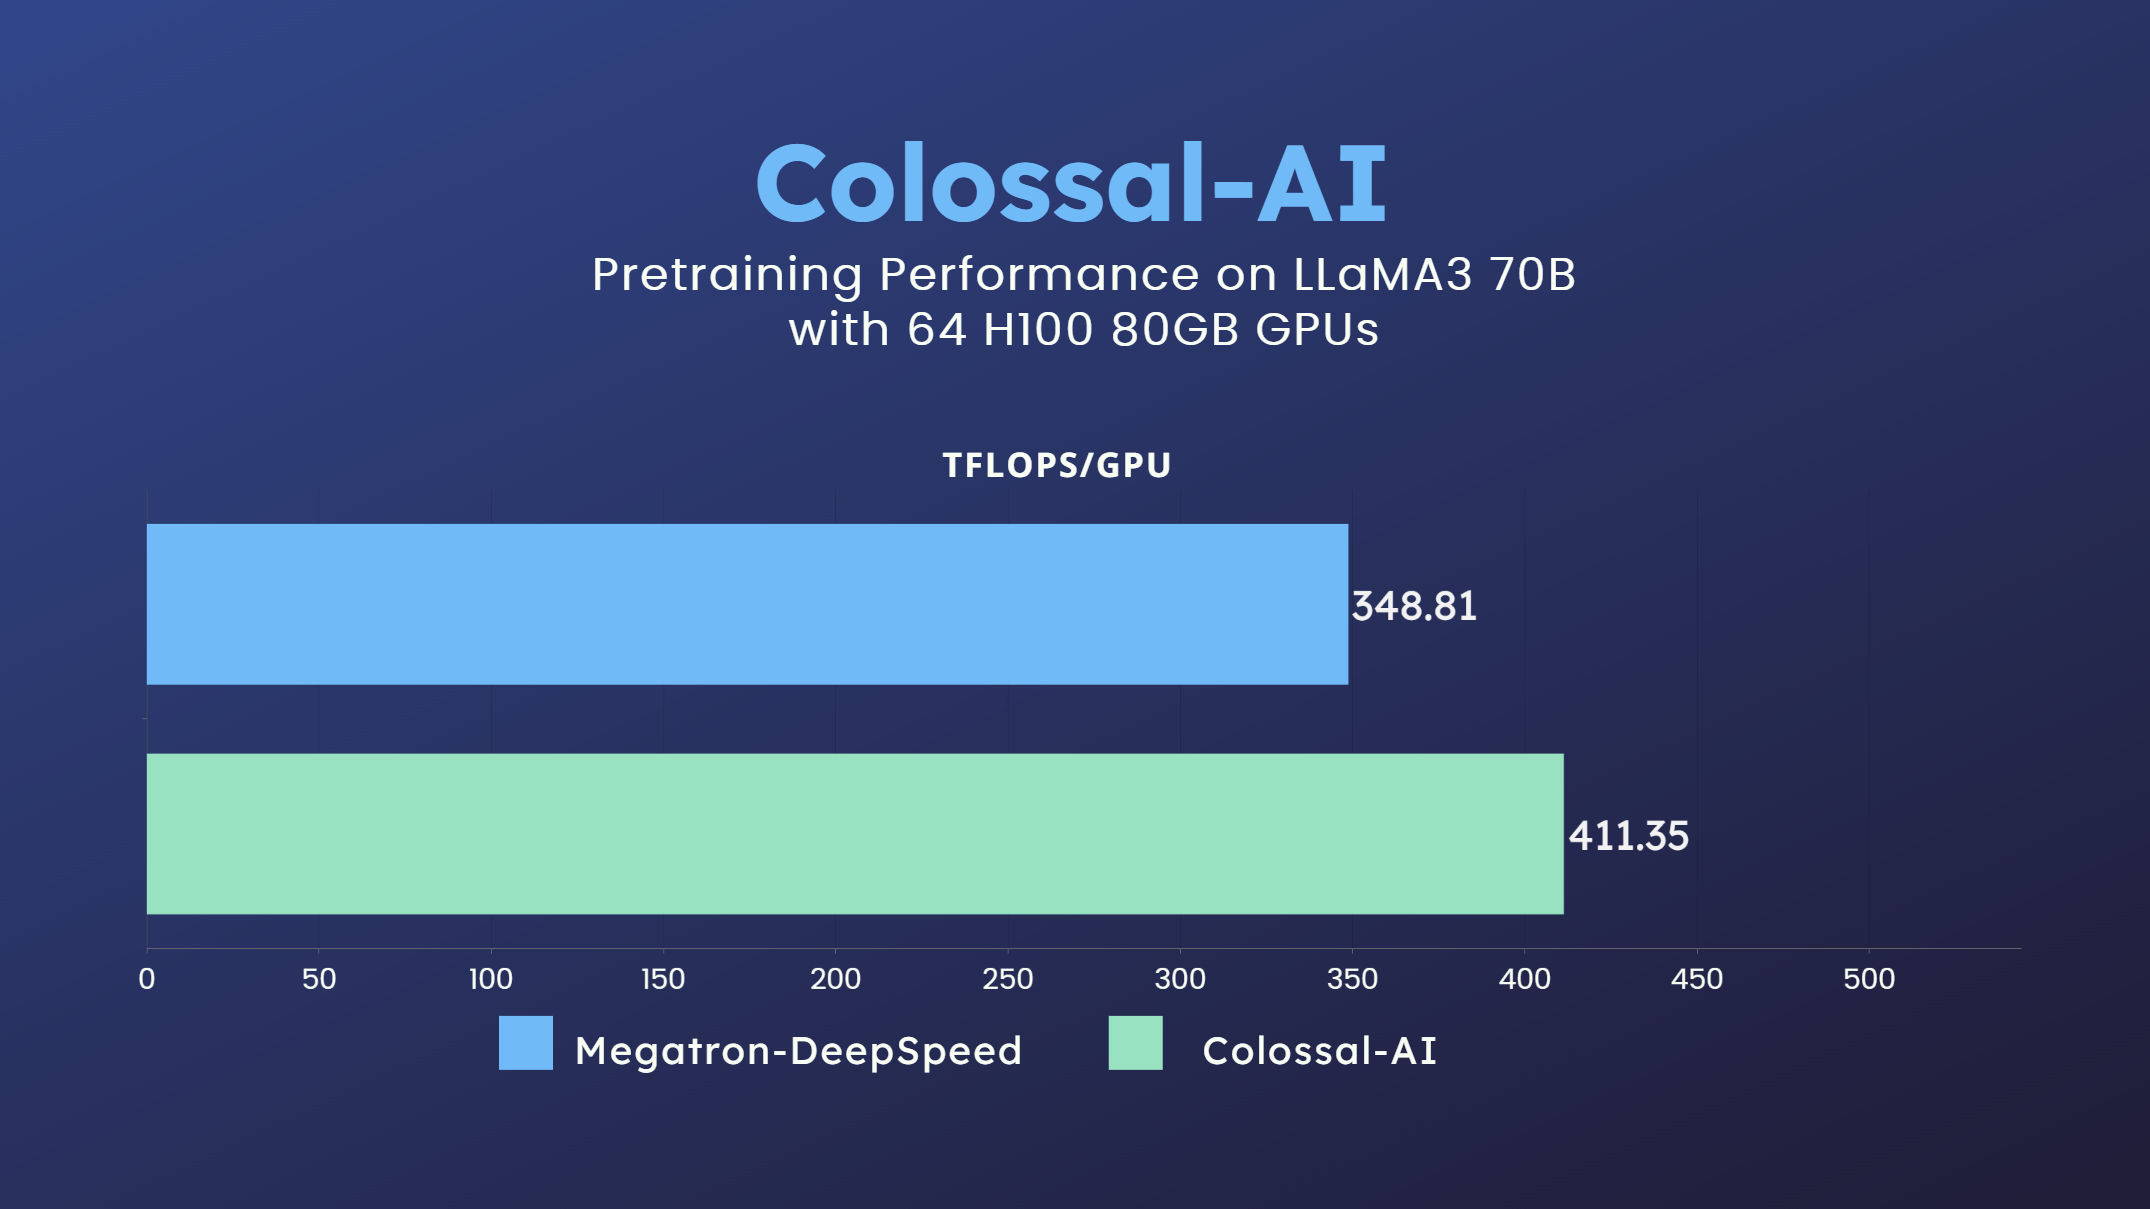 Colossal-AI
Pretraining Performance on LLaMA3 70B
with 64 H100 80GB GPUs
TFLOPS/GPU
348.81
411.35
0 50 100 150 200 250 300 350 400 450 500
Megatron-DeepSpeed Colossal-AI